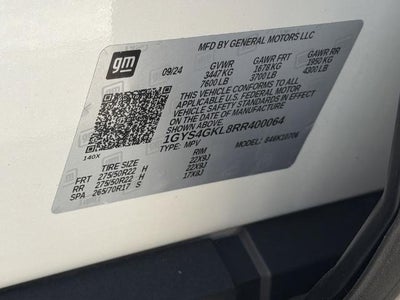 gm
MFD BY GENERAL MOTORS LLC
09/24 GVWR GAWR FRT GAWR RR
3447KG 1678KG 1950KG
7600 LB 3700 LB 4300 LB
THIS VEHICLE CONFORMS TO ALL APPLICABLE U.S. FEDERAL MOTOR VEHICLE SAFETY STANDARDS IN EFFECT ON THE DATE OF MANUFACTURE SHOWN ABOVE.
1GYS4GKL8RR400064
TYPE: MPV MODEL:
140X
TIRE SIZE RIM
FRT 275/50R22 H 22X9J
RR 275/50R22 H 22X9J
SPA 265/70R17 S 17X8J